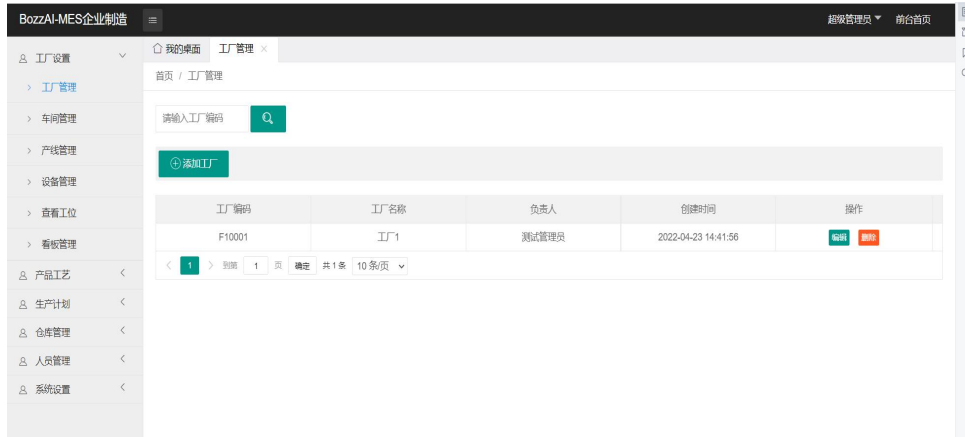 BozzAI-MES企业制造
超级管理员 前台首页
工厂设置
工厂管理
车间管理
产线管理
设备管理
查看工位
看板管理
产品工艺
生产计划
仓库管理
人员管理
系统设置
我的桌面 工厂管理 ×
首页 / 工厂管理
请输入工厂编码
添加工厂
工厂编码 工厂名称 负责人 创建时间 操作
F10001 工厂1 测试管理员 2022-04-23 14:41:56 编辑 删除
1 到第 1 页 确定 共1条 10条/页